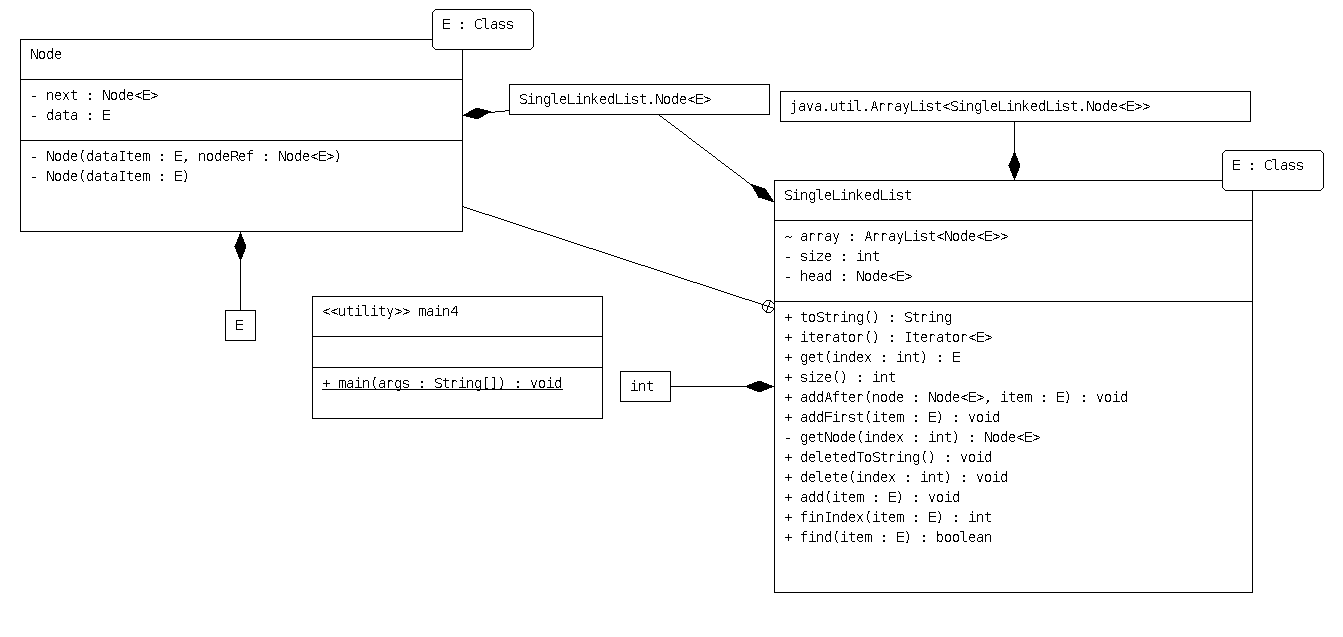 E : Class
Node
- next : Node<E>
- data : E
- Node(dataItem : E, nodeRef : Node<E>)
- Node(dataItem : E)
SingleLinkedList.Node<E>
java.util.ArrayList<SingleLinkedList.Node<E>>
E : Class
SingleLinkedList
~ array : ArrayList<Node<E>>
- size : int
- head : Node<E>
+ toString() : String
+ iterator() : Iterator<E>
+ get(index : int) : E
+ size() : int
+ addAfter(node : Node<E>, item : E) : void
+ addFirst(item : E) : void
- getNode(index : int) : Node<E>
+ deletedToString() : void
+ delete(index : int) : void
+ add(item : E) : void
+ finIndex(item : E) : int
+ find(item : E) : boolean
E
<<utility>> main4
+ main(args : String[]) : void
int